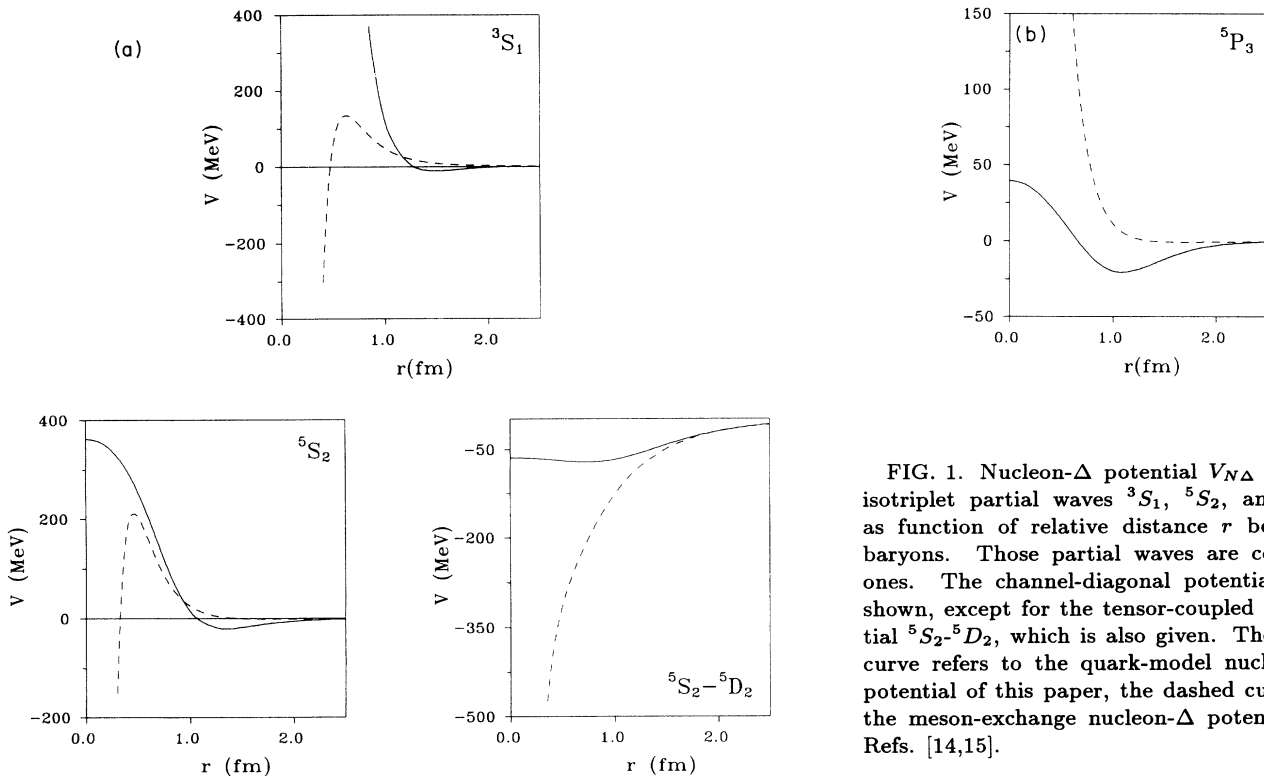 (a)
³S₁
400
200
0
−200
−400
V (MeV)
0.0 1.0 2.0
r(fm)
(b)
⁵P₃
150
100
50
0
−50
V (MeV)
0.0 1.0 2.0
r(fm)
⁵S₂
400
200
0
−200
V (MeV)
0.0 1.0 2.0
r (fm)
−50
−200
−350
−500
V (MeV)
⁵S₂−⁵D₂
0.0 1.0 2.0
r (fm)
FIG. 1. Nucleon-Δ potential V_NΔ
isotriplet partial waves ³S₁, ⁵S₂, an
as function of relative distance r be
baryons. Those partial waves are co
ones. The channel-diagonal potentia
shown, except for the tensor-coupled
tial ⁵S₂-⁵D₂, which is also given. The
curve refers to the quark-model nucl
potential of this paper, the dashed cu
the meson-exchange nucleon-Δ poten
Refs. [14,15].